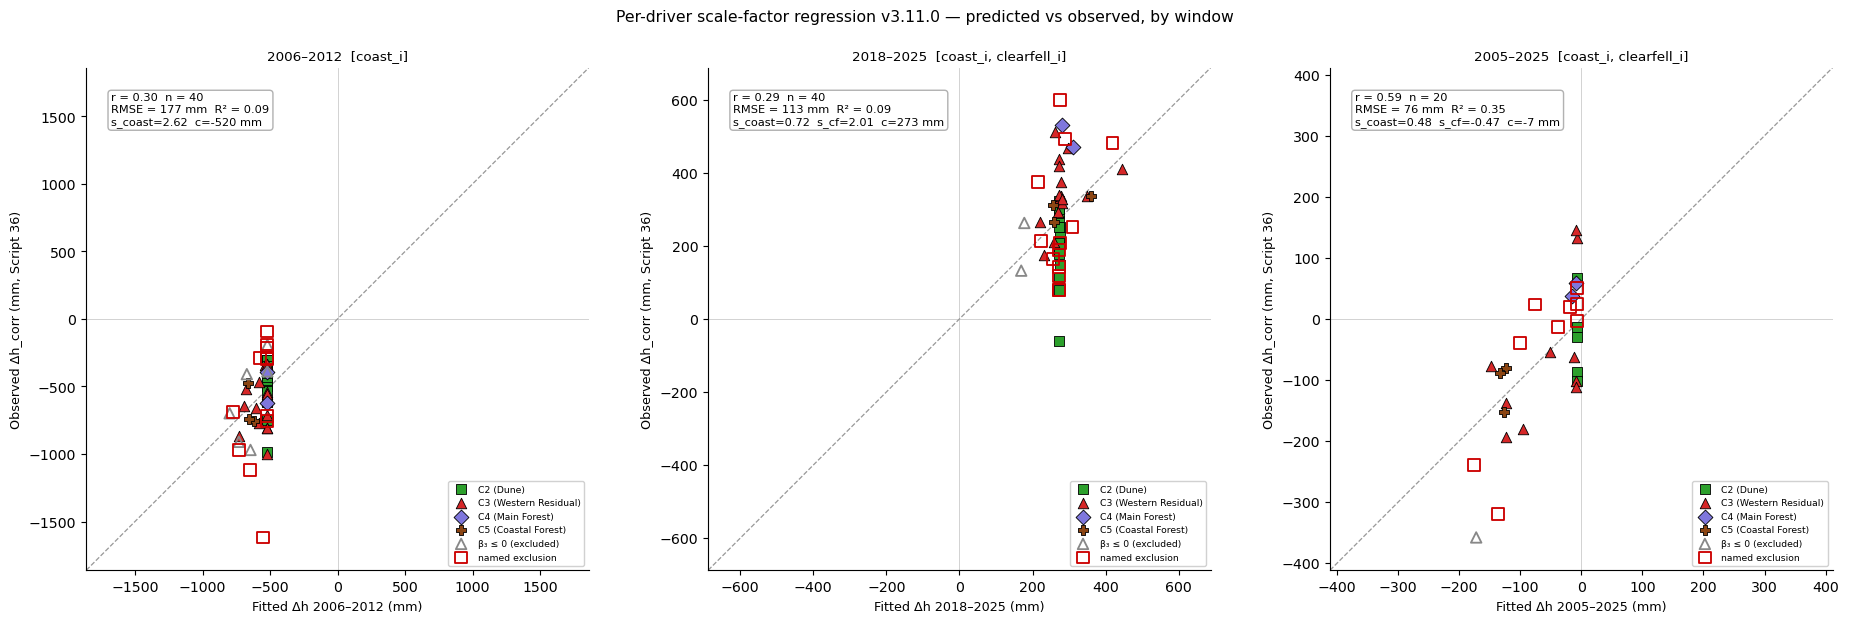 Per-driver scale-factor regression v3.11.0 — predicted vs observed, by window
2006–2012  [coast_i]
r = 0.30  n = 40
RMSE = 177 mm  R² = 0.09
s_coast=2.62  c=-520 mm
1500
1000
500
0
−500
−1000
−1500
Observed Δh_corr (mm, Script 36)
C2 (Dune)
C3 (Western Residual)
C4 (Main Forest)
C5 (Coastal Forest)
β₃ ≤ 0 (excluded)
named exclusion
−1500 −1000 −500 0 500 1000 1500
Fitted Δh 2006–2012 (mm)
2018–2025  [coast_i, clearfell_i]
r = 0.29  n = 40
RMSE = 113 mm  R² = 0.09
s_coast=0.72  s_cf=2.01  c=273 mm
600
400
200
0
−200
−400
−600
Observed Δh_corr (mm, Script 36)
C2 (Dune)
C3 (Western Residual)
C4 (Main Forest)
C5 (Coastal Forest)
β₃ ≤ 0 (excluded)
named exclusion
−600 −400 −200 0 200 400 600
Fitted Δh 2018–2025 (mm)
2005–2025  [coast_i, clearfell_i]
r = 0.59  n = 20
RMSE = 76 mm  R² = 0.35
s_coast=0.48  s_cf=-0.47  c=-7 mm
400
300
200
100
0
−100
−200
−300
−400
Observed Δh_corr (mm, Script 36)
C2 (Dune)
C3 (Western Residual)
C4 (Main Forest)
C5 (Coastal Forest)
β₃ ≤ 0 (excluded)
named exclusion
−400 −300 −200 −100 0 100 200 300 400
Fitted Δh 2005–2025 (mm)